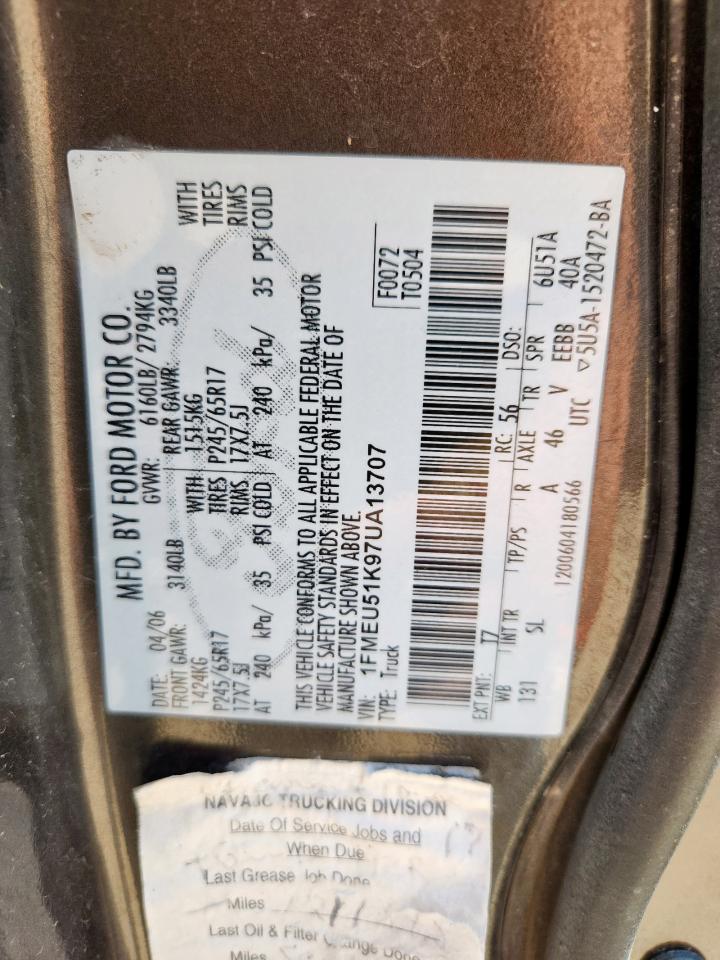 MFD. BY FORD MOTOR CO.
DATE: 04/06 GVWR: 6160LB/ 2794KG
FRONT GAWR: 3140LB REAR GAWR: 3340LB
1424KG WITH 1515KG WITH
P245/65R17 TIRES P245/65R17 TIRES
17X7.5J RIMS 17X7.5J RIMS
AT 240 kPa/ 35 PSI COLD AT 240 kPa/ 35 PSI COLD
THIS VEHICLE CONFORMS TO ALL APPLICABLE FEDERAL MOTOR
VEHICLE SAFETY STANDARDS IN EFFECT ON THE DATE OF
MANUFACTURE SHOWN ABOVE.
VIN: 1FMEU51K97UA13707
TYPE: Truck
F0072
T0504
EXT PNT: T7 RC: 56 DSO:
WB INT TR TP/PS R AXLE TR SPR 6U51A
131 SL A 46 V EEBB 40A
1200604180566 UTC ▽5U5A-1520472-BA
NAVAJO TRUCKING DIVISION
Date Of Service Jobs and
When Due
Last Grease Job Done
Miles
Last Oil & Filter Change Done
Miles